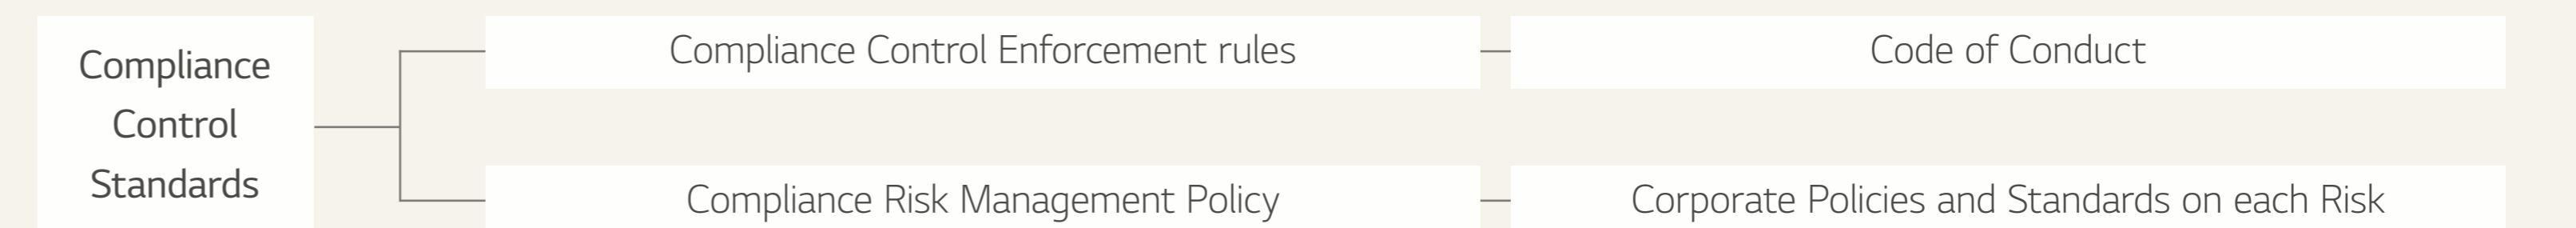 Compliance
Control
Standards
Compliance Control Enforcement rules
Code of Conduct
Compliance Risk Management Policy
Corporate Policies and Standards on each Risk